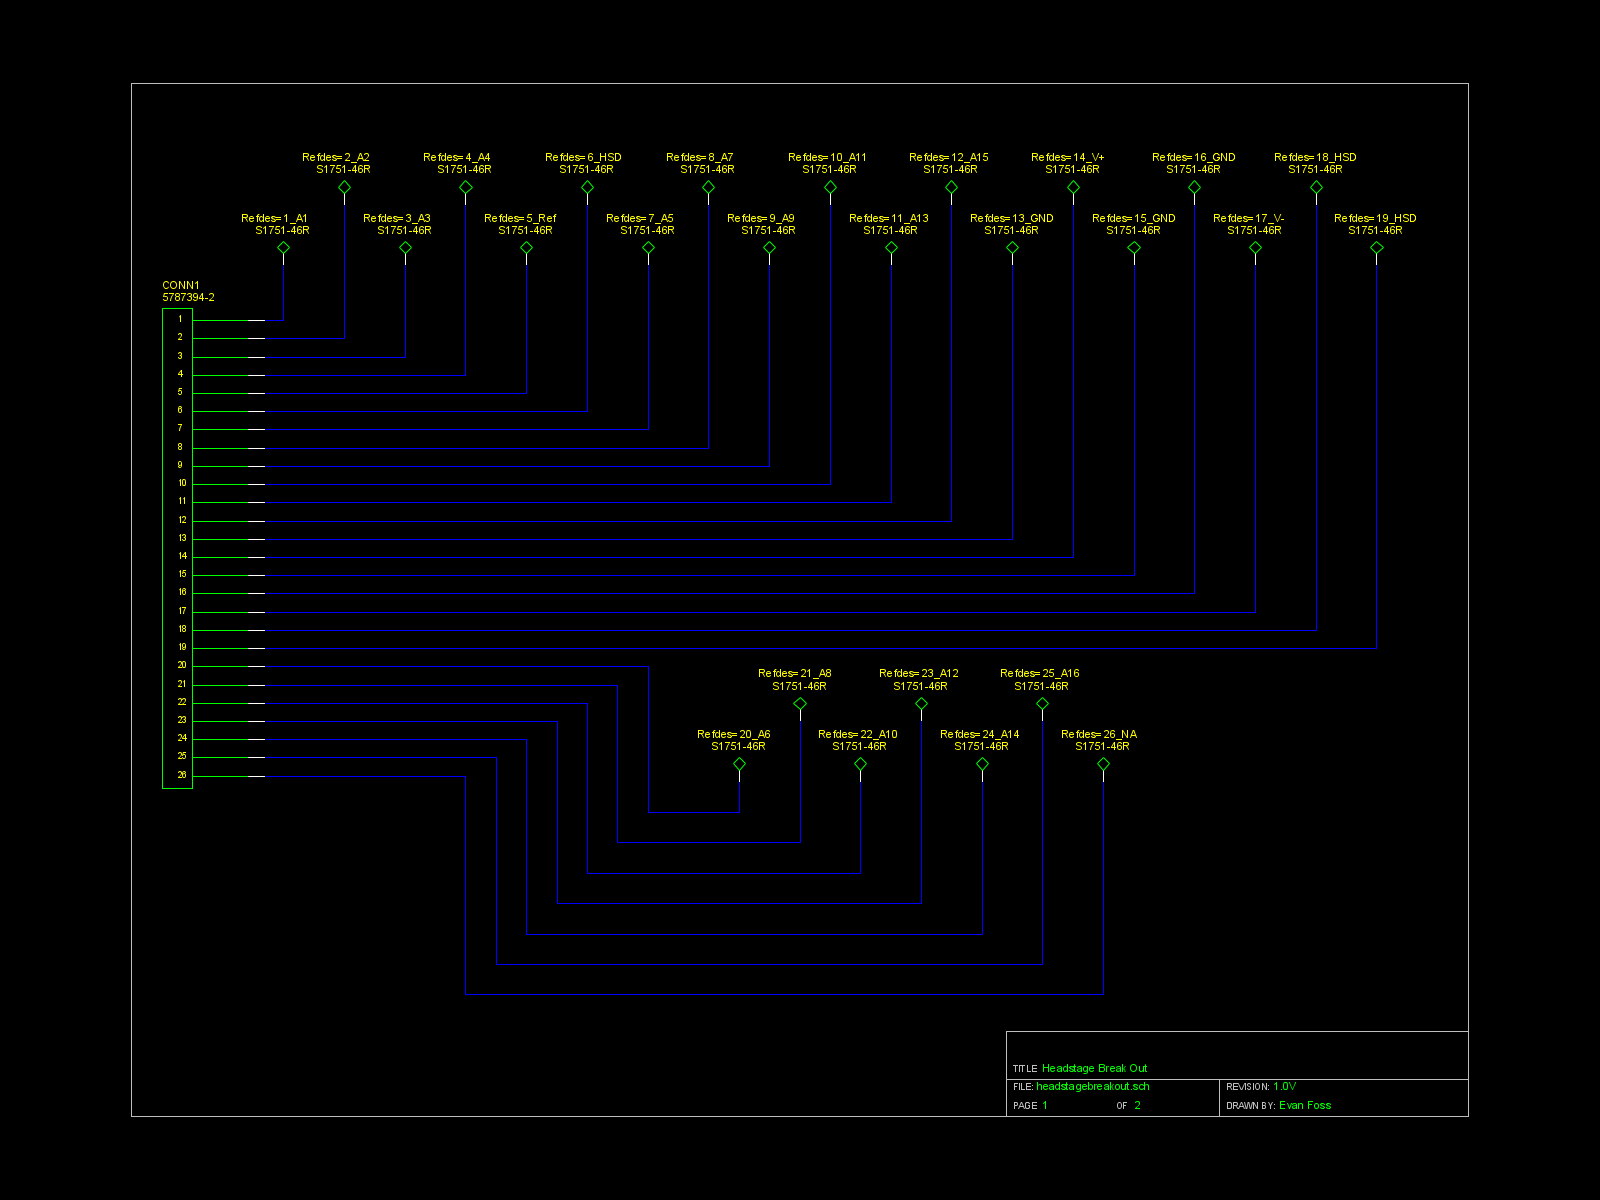 Refdes=2_A2 Refdes=4_A4 Refdes=6_HSD Refdes=8_A7 Refdes=10_A11 Refdes=12_A15 Refdes=14_V+ Refdes=16_GND Refdes=18_HSD
S1751-46R S1751-46R S1751-46R S1751-46R S1751-46R S1751-46R S1751-46R S1751-46R S1751-46R
Refdes=1_A1 Refdes=3_A3 Refdes=5_Ref Refdes=7_A5 Refdes=9_A9 Refdes=11_A13 Refdes=13_GND Refdes=15_GND Refdes=17_V- Refdes=19_HSD
S1751-46R S1751-46R S1751-46R S1751-46R S1751-46R S1751-46R S1751-46R S1751-46R S1751-46R S1751-46R
CONN1
5787394-2
1
2
3
4
5
6
7
8
9
10
11
12
13
14
15
16
17
18
19
20
21
22
23
24
25
26
Refdes=21_A8 Refdes=23_A12 Refdes=25_A16
S1751-46R S1751-46R S1751-46R
Refdes=20_A6 Refdes=22_A10 Refdes=24_A14 Refdes=26_NA
S1751-46R S1751-46R S1751-46R S1751-46R
TITLE Headstage Break Out
FILE: headstagebreakout.sch REVISION: 1.0V
PAGE 1 OF 2 DRAWN BY: Evan Foss